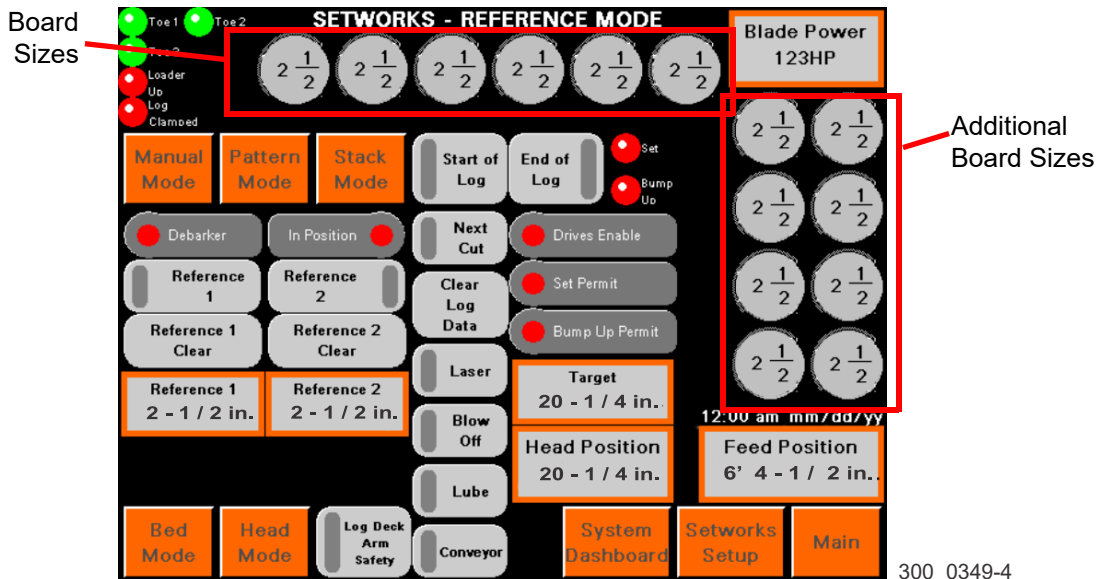 Board
Sizes
Toe 1
Toe 2
SETWORKS - REFERENCE MODE
Blade Power
123HP
Loader
Up
Log
Clamped
2 1/2
2 1/2
2 1/2
2 1/2
2 1/2
2 1/2
Additional
Board Sizes
2 1/2
2 1/2
2 1/2
2 1/2
2 1/2
2 1/2
2 1/2
2 1/2
Manual
Mode
Pattern
Mode
Stack
Mode
Start of
Log
End of
Log
Set
Bump
Up
Debarker
In Position
Next
Cut
Drives Enable
Reference
1
Reference
2
Clear
Log
Data
Set Permit
Reference 1
Clear
Reference 2
Clear
Bump Up Permit
Reference 1
2 - 1 / 2 in.
Reference 2
2 - 1 / 2 in.
Laser
Target
20 - 1 / 4 in.
12:00 am mm/dd/yy
Blow
Off
Head Position
20 - 1 / 4 in.
Feed Position
6' 4 - 1 / 2 in..
Lube
Bed
Mode
Head
Mode
Log Deck
Arm
Safety
Conveyor
System
Dashboard
Setworks
Setup
Main
300_0349-4